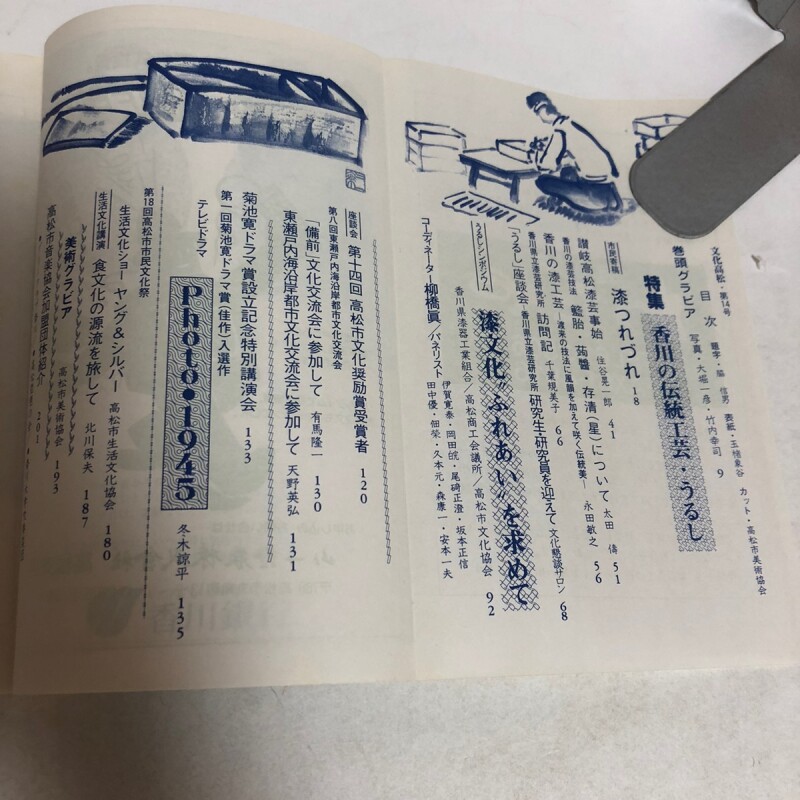 文化高松・第14号
目次 題字・脇 信男 表紙・五桶象谷 カット・高松市美術協会
巻頭グラビア 写真・大堀一彦・竹内幸司 9
特集 香川の伝統工芸・うるし
市民寄稿 漆つれづれ 18
讃岐高松漆芸事始 住谷晃一郎 41
籃胎・蒟醬・存清(星)について 太田 儔 51
香川の漆芸技法 渡来の技法に風韻を加えて咲く伝統美― 永田敏之 56
香川の漆工芸 訪問記 千葉規美子 66
香川県立漆芸研究所 香川県立漆芸研究所研究生・研究員を迎えて
「うるし」座談会 文化懇談サロン 68
うるしシンポジウム 漆文化“ふれあい”を求めて
香川県漆器工業組合/高松商工会議所/高松市文化協会 92
コーディネーター・柳橋眞/パネリスト 伊賀寛泰・岡田皖・尾崎正澄・坂本正信
田中優・佃栄・久本元・森康一・安本一夫
座談会 第十四回 高松市文化奨励賞受賞者 120
第八回東瀬戸内海沿岸都市文化交流会
「備前」文化交流会に参加して 有馬隆一 130
東瀬戸内海沿岸都市文化交流会に参加して 天野英弘 131
菊池寛ドラマ賞設立記念特別講演会 133
第一回菊池寛ドラマ賞(佳作)入選作
テレビドラマ Photo・1945 冬木諒平 135
第18回高松市市民文化祭
生活文化ショー ヤング&シルバー 高松市生活文化協会 180
生活文化講演 食文化の源流を旅して 北川保夫 187
美術グラビア 高松市美術協会 193
高松市音楽協会加盟団体紹介 201